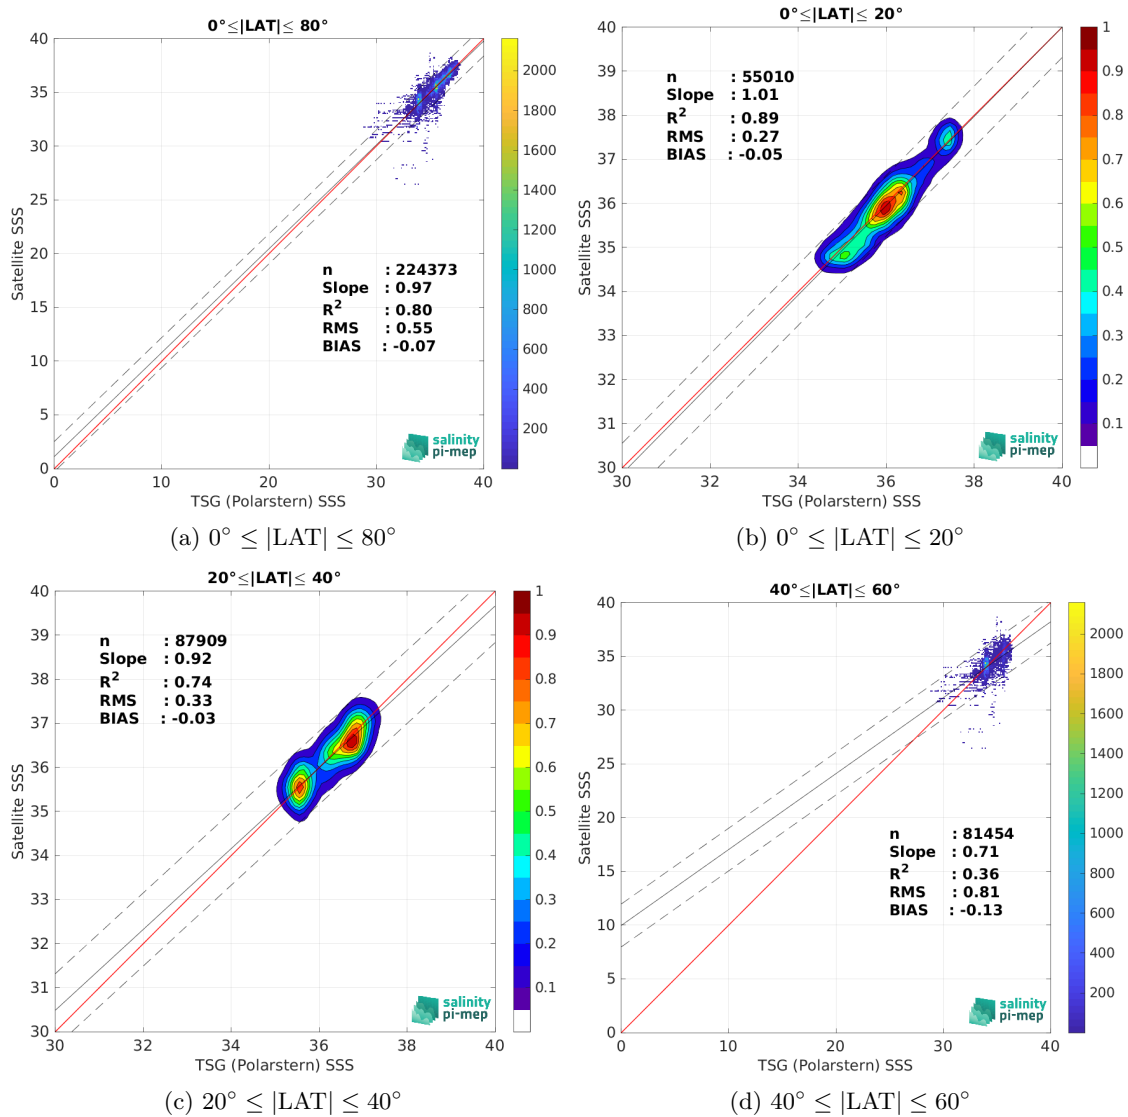 0°≤|LAT|≤ 80°
40
35
30
25
20
15
10
5
0
0
10
20
30
40
Satellite SSS
TSG (Polarstern) SSS
n : 224373
Slope : 0.97
R² : 0.80
RMS : 0.55
BIAS : -0.07
salinity
pi-mep
2000
1800
1600
1400
1200
1000
800
600
400
200
(a) 0° ≤ |LAT| ≤ 80°
0°≤|LAT|≤ 20°
40
39
38
37
36
35
34
33
32
31
30
30
32
34
36
38
40
Satellite SSS
TSG (Polarstern) SSS
n : 55010
Slope : 1.01
R² : 0.89
RMS : 0.27
BIAS : -0.05
salinity
pi-mep
1
0.9
0.8
0.7
0.6
0.5
0.4
0.3
0.2
0.1
(b) 0° ≤ |LAT| ≤ 20°
20°≤|LAT|≤ 40°
40
39
38
37
36
35
34
33
32
31
30
30
32
34
36
38
40
Satellite SSS
TSG (Polarstern) SSS
n : 87909
Slope : 0.92
R² : 0.74
RMS : 0.33
BIAS : -0.03
salinity
pi-mep
1
0.9
0.8
0.7
0.6
0.5
0.4
0.3
0.2
0.1
(c) 20° ≤ |LAT| ≤ 40°
40°≤|LAT|≤ 60°
40
35
30
25
20
15
10
5
0
0
10
20
30
40
Satellite SSS
TSG (Polarstern) SSS
n : 81454
Slope : 0.71
R² : 0.36
RMS : 0.81
BIAS : -0.13
salinity
pi-mep
2000
1800
1600
1400
1200
1000
800
600
400
200
(d) 40° ≤ |LAT| ≤ 60°